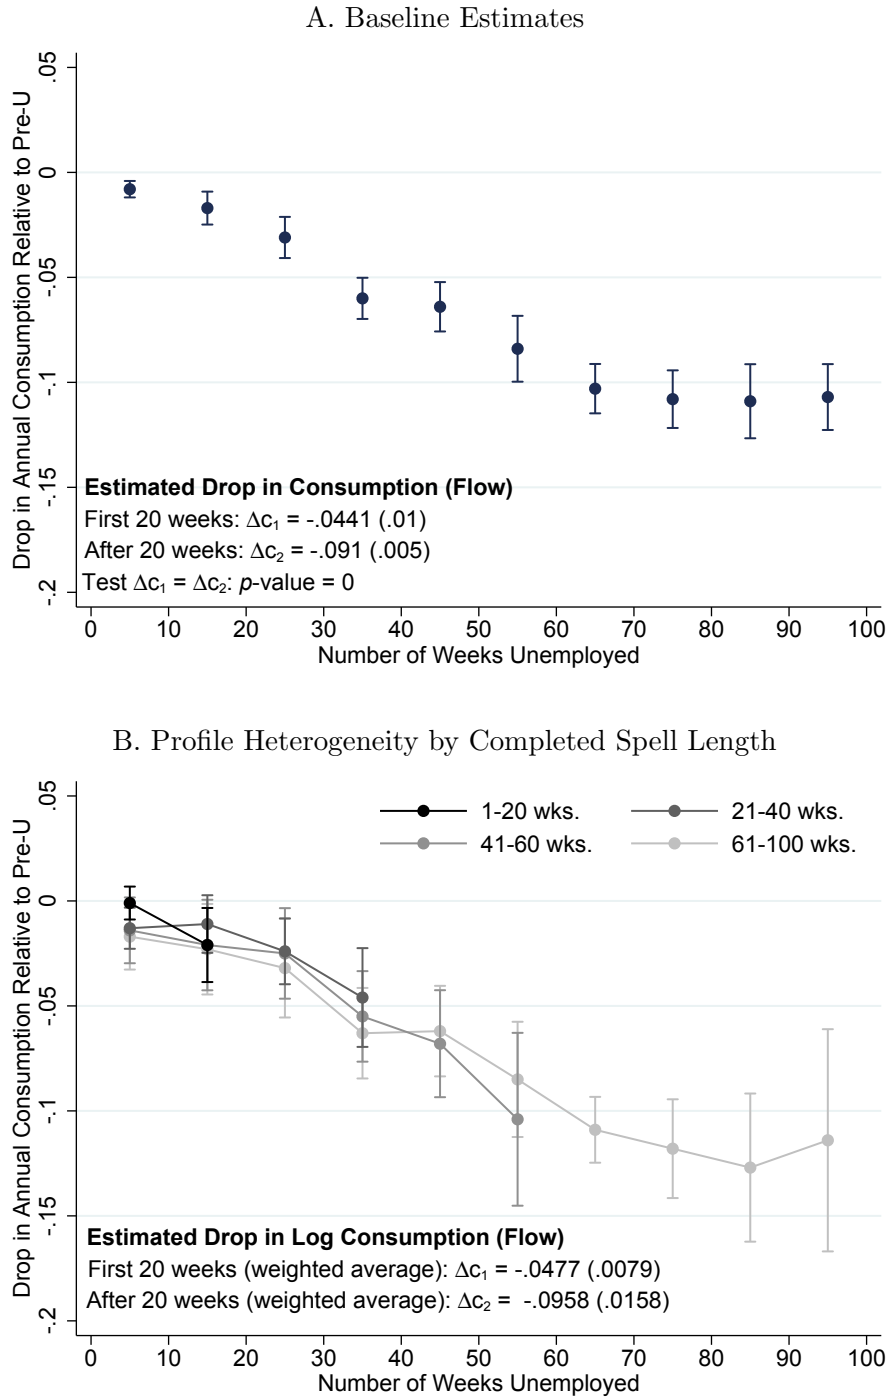 A. Baseline Estimates
Drop in Annual Consumption Relative to Pre-U
.05
0
-.05
-.1
-.15
-.2
Estimated Drop in Consumption (Flow)
First 20 weeks: Δc₁ = -.0441 (.01)
After 20 weeks: Δc₂ = -.091 (.005)
Test Δc₁ = Δc₂: p-value = 0
0 10 20 30 40 50 60 70 80 90 100
Number of Weeks Unemployed
B. Profile Heterogeneity by Completed Spell Length
Drop in Annual Consumption Relative to Pre-U
.05
0
-.05
-.1
-.15
-.2
1-20 wks. 21-40 wks.
41-60 wks. 61-100 wks.
Estimated Drop in Log Consumption (Flow)
First 20 weeks (weighted average): Δc₁ = -.0477 (.0079)
After 20 weeks (weighted average): Δc₂ = -.0958 (.0158)
0 10 20 30 40 50 60 70 80 90 100
Number of Weeks Unemployed